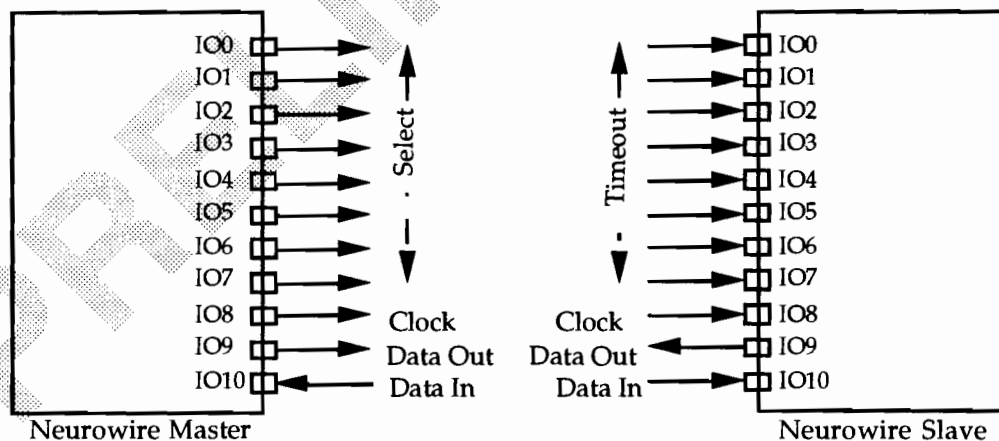 IO0
IO1
IO2
IO3
IO4
IO5
IO6
IO7
IO8
IO9
IO10
Select
Clock
Data Out
Data In
Neurowire Master
Timeout
Clock
Data Out
Data In
IO0
IO1
IO2
IO3
IO4
IO5
IO6
IO7
IO8
IO9
IO10
Neurowire Slave